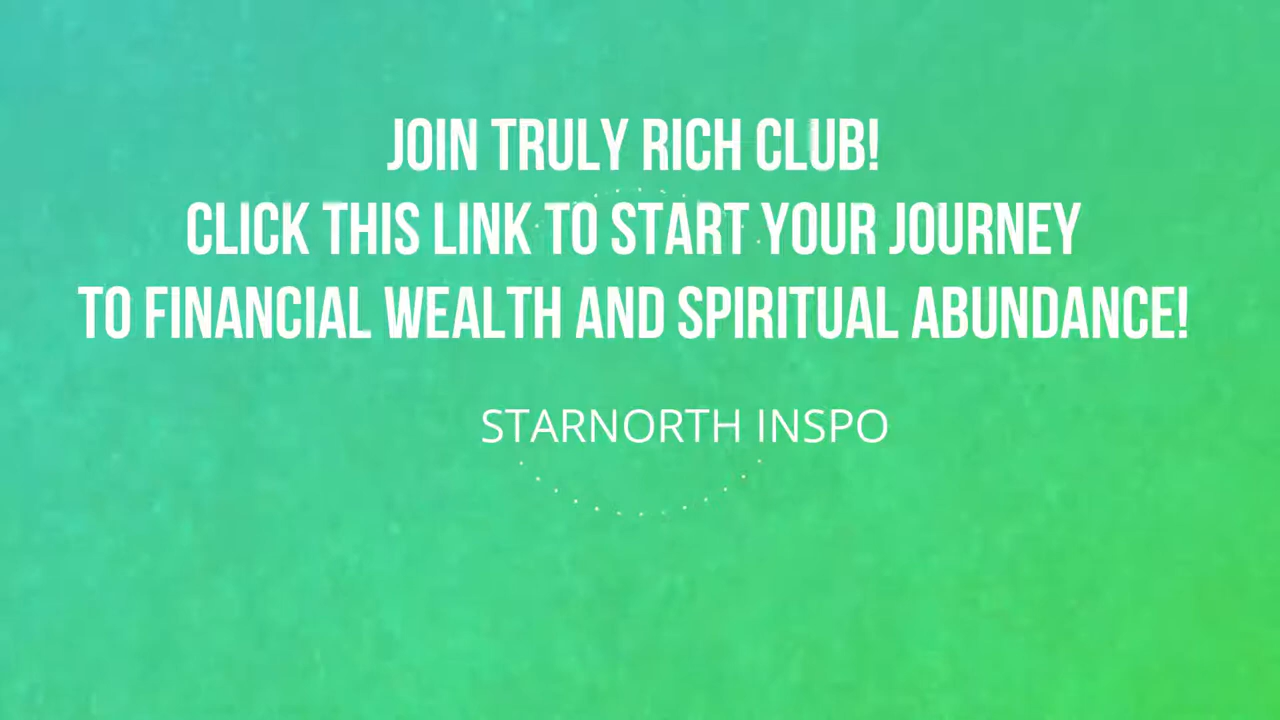 JOIN TRULY RICH CLUB!
CLICK THIS LINK TO START YOUR JOURNEY
TO FINANCIAL WEALTH AND SPIRITUAL ABUNDANCE!
STARNORTH INSPO